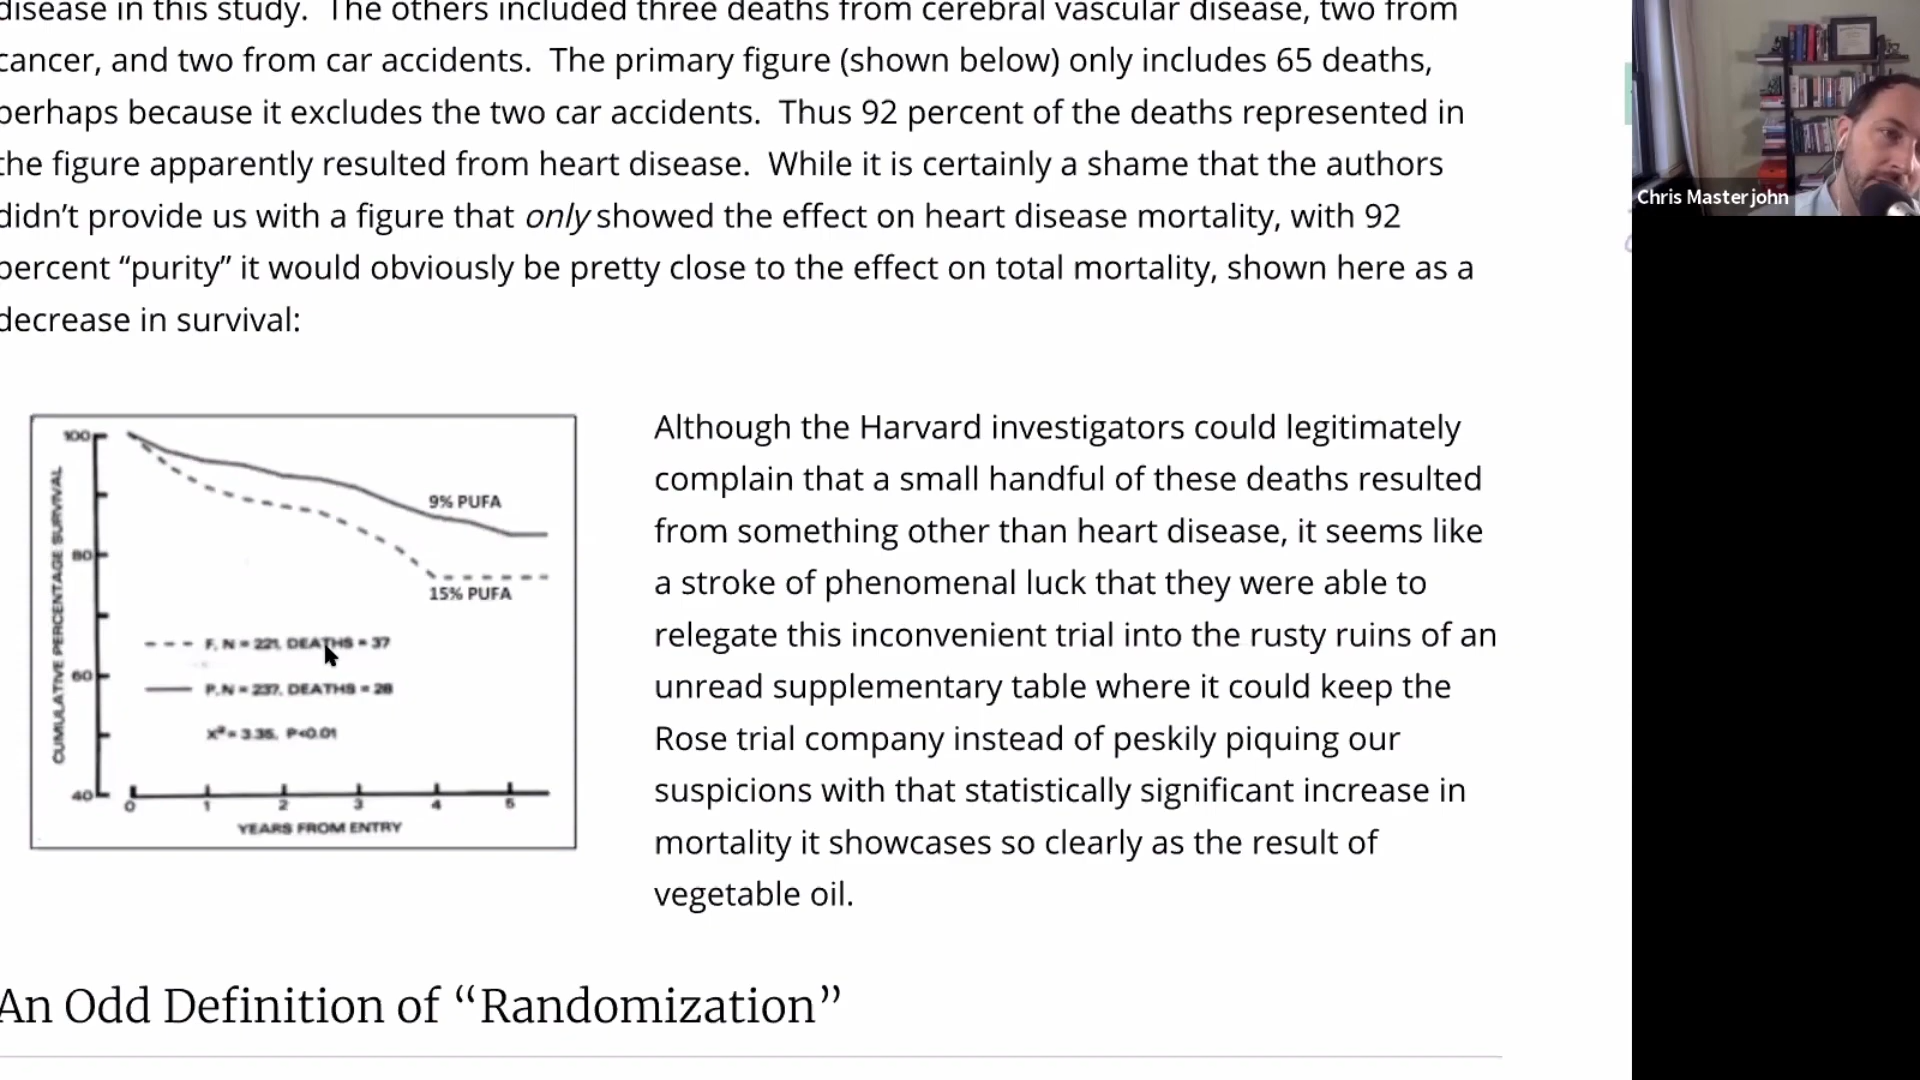 disease in this study. The others included three deaths from cerebral vascular disease, two from
cancer, and two from car accidents. The primary figure (shown below) only includes 65 deaths,
perhaps because it excludes the two car accidents. Thus 92 percent of the deaths represented in
the figure apparently resulted from heart disease. While it is certainly a shame that the authors
didn’t provide us with a figure that only showed the effect on heart disease mortality, with 92
percent “purity” it would obviously be pretty close to the effect on total mortality, shown here as a
decrease in survival:
Chris Masterjohn
CUMULATIVE PERCENTAGE SURVIVAL
100
80
60
40
9% PUFA
15% PUFA
F, N = 221, DEATHS = 37
P, N = 237, DEATHS = 28
X² = 3.35, P<0.01
0 1 2 3 4 5
YEARS FROM ENTRY
Although the Harvard investigators could legitimately
complain that a small handful of these deaths resulted
from something other than heart disease, it seems like
a stroke of phenomenal luck that they were able to
relegate this inconvenient trial into the rusty ruins of an
unread supplementary table where it could keep the
Rose trial company instead of peskily piquing our
suspicions with that statistically significant increase in
mortality it showcases so clearly as the result of
vegetable oil.
An Odd Definition of “Randomization”